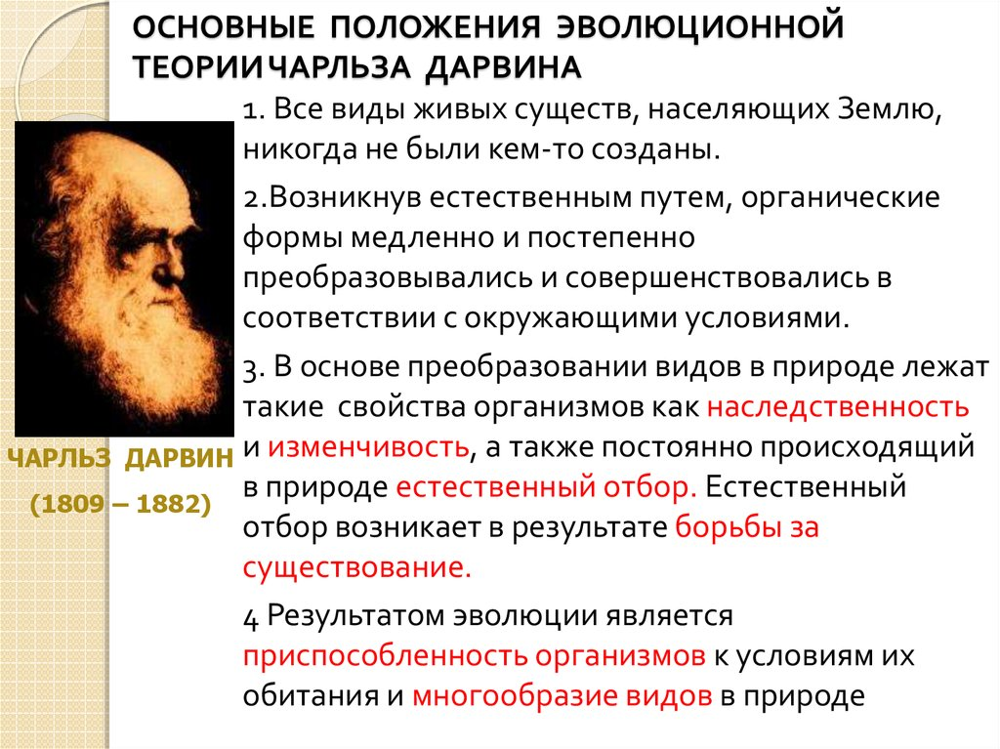 ОСНОВНЫЕ ПОЛОЖЕНИЯ ЭВОЛЮЦИОННОЙ
ТЕОРИИ ЧАРЛЬЗА ДАРВИНА
1. Все виды живых существ, населяющих Землю,
никогда не были кем-то созданы.
2.Возникнув естественным путем, органические
формы медленно и постепенно
преобразовывались и совершенствовались в
соответствии с окружающими условиями.
3. В основе преобразовании видов в природе лежат
такие свойства организмов как наследственность
и изменчивость, а также постоянно происходящий
в природе естественный отбор. Естественный
отбор возникает в результате борьбы за
существование.
4 Результатом эволюции является
приспособленность организмов к условиям их
обитания и многообразие видов в природе
ЧАРЛЬЗ ДАРВИН
(1809 – 1882)